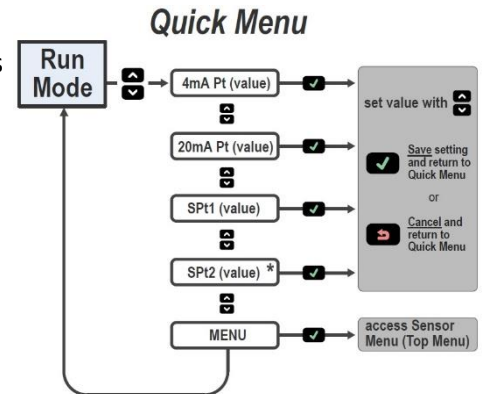 Quick Menu
s
Run
Mode
4mA Pt (value)
20mA Pt (value)
SPt1 (value)
SPt2 (value) *
MENU
set value with
Save setting
and return to
Quick Menu
or
Cancel and
return to
Quick Menu
access Sensor
Menu (Top Menu)